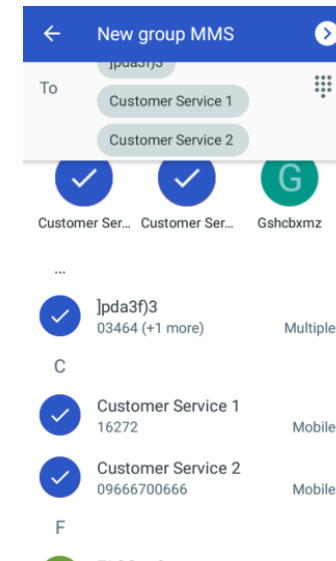 New group MMS
To
]pda3f)3
Customer Service 1
Customer Service 2
Customer Ser... Customer Ser... G Gshcbxmz
...
]pda3f)3
03464 (+1 more) Multiple
C
Customer Service 1
16272 Mobile
Customer Service 2
09666700666 Mobile
F